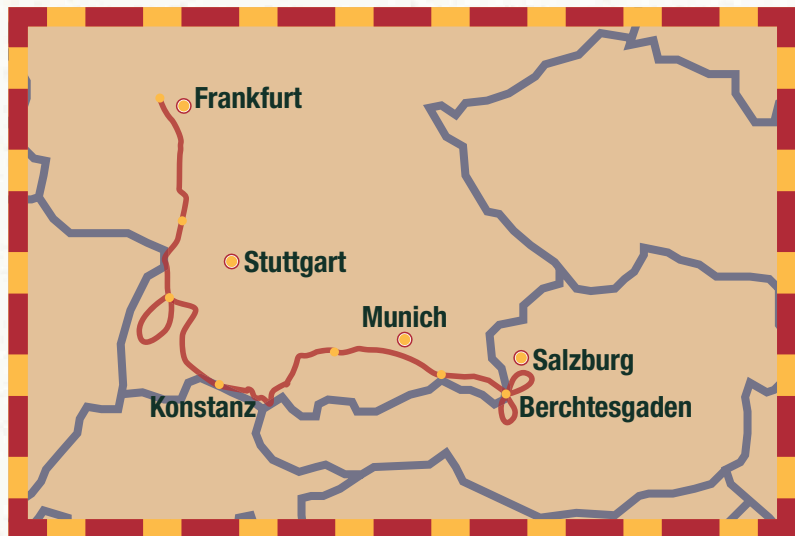 Frankfurt
Stuttgart
Munich
Salzburg
Konstanz
Berchtesgaden